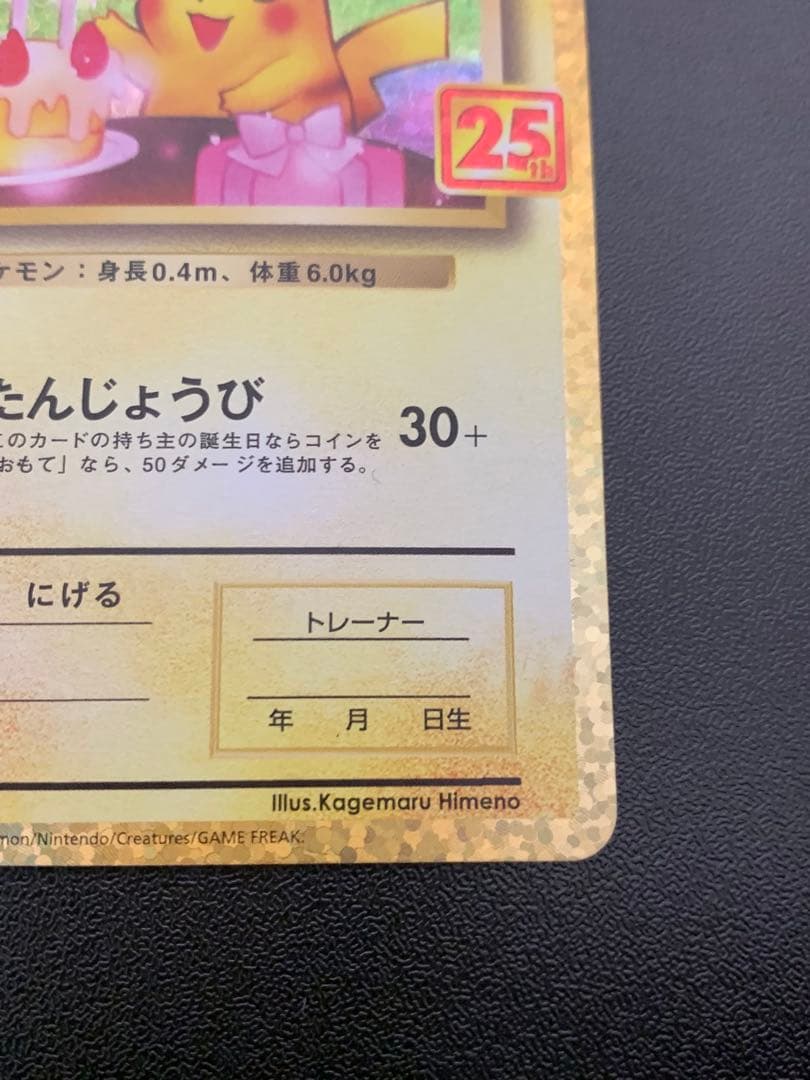 25th
ケモン：身長0.4m、体重6.0kg
たんじょうび
30+
このカードの持ち主の誕生日ならコインを
おもて」なら、50ダメージを追加する。
にげる
トレーナー
年 月 日生
Illus.Kagemaru Himeno
mon/Nintendo/Creatures/GAME FREAK.